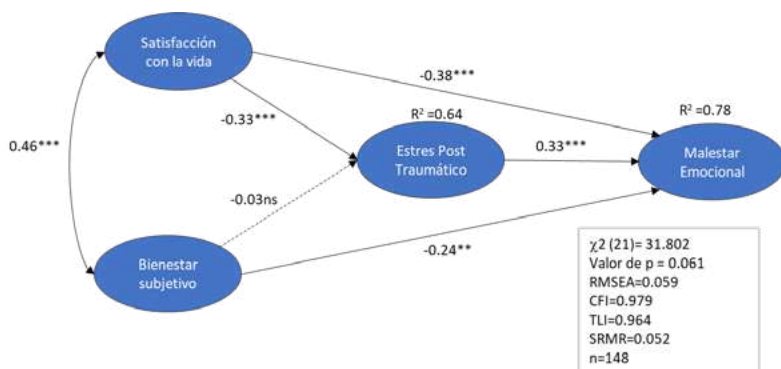 Satisfacción
con la vida
-0.38***
-0.33***
R² =0.64
R² =0.78
0.46***
Estres Post
Traumático
0.33***
Malestar
Emocional
-0.03ns
-0.24**
Bienestar
subjetivo
χ2 (21)= 31.802
Valor de p = 0.061
RMSEA=0.059
CFI=0.979
TLI=0.964
SRMR=0.052
n=148